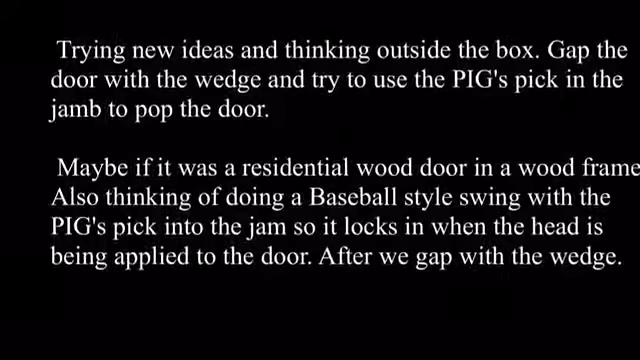 Trying new ideas and thinking outside the box. Gap the
door with the wedge and try to use the PIG's pick in the
jamb to pop the door.
Maybe if it was a residential wood door in a wood frame
Also thinking of doing a Baseball style swing with the
PIG's pick into the jam so it locks in when the head is
being applied to the door. After we gap with the wedge.